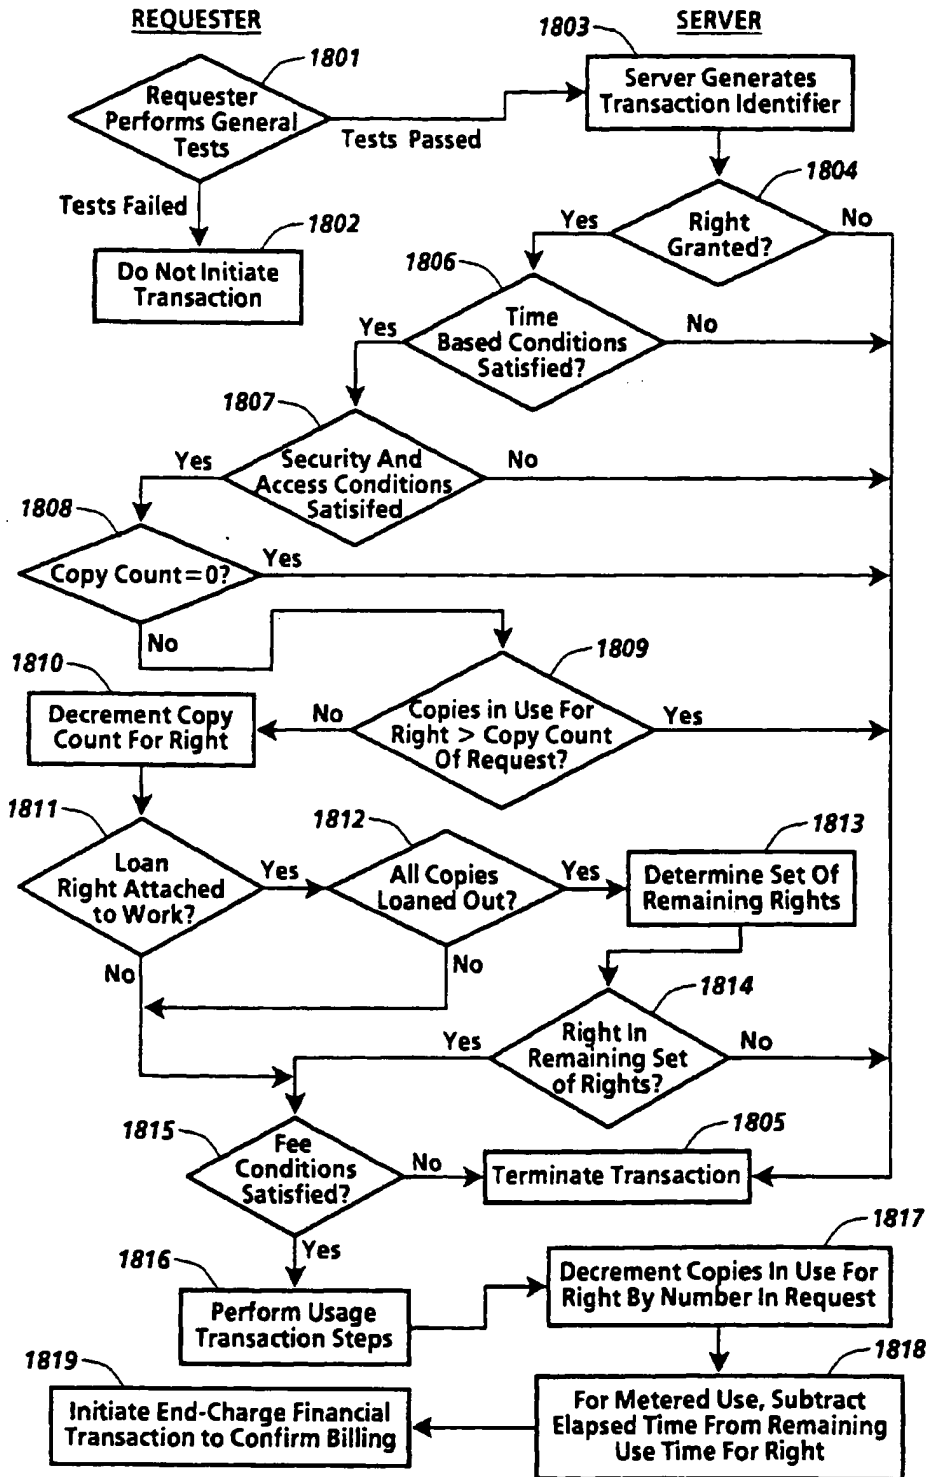 REQUESTER
SERVER
1801
1803
Requester
Performs General
Tests
Server Generates
Transaction Identifier
Tests Passed
Tests Failed
1802
Do Not Initiate
Transaction
1804
Right
Granted?
Yes
No
1806
Time
Based Conditions
Satisfied?
Yes
No
1807
Security And
Access Conditions
Satisifed
Yes
No
1808
Copy Count=0?
Yes
No
1809
Copies in Use For
Right > Copy Count
Of Request?
No
Yes
1810
Decrement Copy
Count For Right
1811
Loan
Right Attached
to Work?
Yes
No
1812
All Copies
Loaned Out?
Yes
No
1813
Determine Set Of
Remaining Rights
1814
Right In
Remaining Set
of Rights?
Yes
No
1815
Fee
Conditions
Satisfied?
No
Yes
1805
Terminate Transaction
1816
Perform Usage
Transaction Steps
1817
Decrement Copies In Use For
Right By Number In Request
1818
For Metered Use, Subtract
Elapsed Time From Remaining
Use Time For Right
1819
Initiate End-Charge Financial
Transaction to Confirm Billing